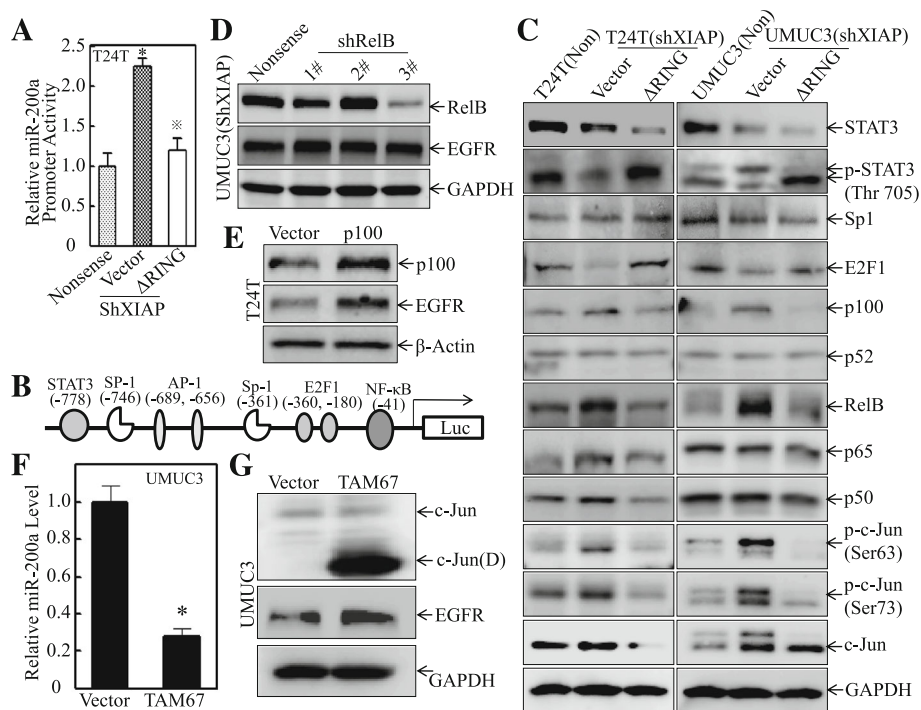 A
T24T
*
※
2.5
2.0
1.5
1.0
0.5
0
Relative miR-200a
Promoter Activity
Nonsense
Vector
ΔRING
ShXIAP
D
Nonsense
shRelB
1#
2#
3#
UMUC3(ShXIAP)
RelB
EGFR
GAPDH
E
Vector
p100
T24T
p100
EGFR
β-Actin
B
STAT3
(-778)
SP-1
(-746)
AP-1
(-689, -656)
Sp-1
(-361)
E2F1
(-360, -180)
NF-κB
(-41)
Luc
F
UMUC3
1.0
0.8
0.6
0.4
0.2
0
*
Relative miR-200a Level
Vector
TAM67
G
Vector
TAM67
UMUC3
c-Jun
c-Jun(D)
EGFR
GAPDH
C
T24T(Non)
T24T(shXIAP)
Vector
ΔRING
UMUC3(Non)
UMUC3(shXIAP)
Vector
ΔRING
STAT3
p-STAT3
(Thr 705)
Sp1
E2F1
p100
p52
RelB
p65
p50
p-c-Jun
(Ser63)
p-c-Jun
(Ser73)
c-Jun
GAPDH